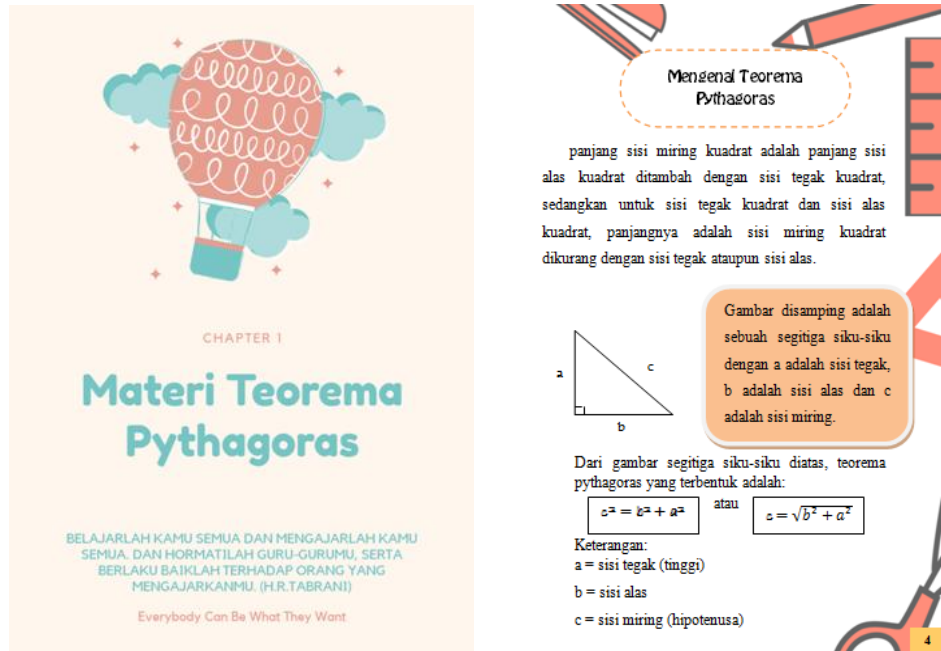 CHAPTER 1
Materi Teorema
Pythagoras
BELAJARLAH KAMU SEMUA DAN MENGAJARLAH KAMU
SEMUA. DAN HORMATILAH GURU-GURUMU, SERTA
BERLAKU BAIKLAH TERHADAP ORANG YANG
MENGAJARKANMU. (H.R.TABRANI)
Everybody Can Be What They Want
Mengenal Teorema
Pythagoras
panjang sisi miring kuadrat adalah panjang sisi
alas kuadrat ditambah dengan sisi tegak kuadrat,
sedangkan untuk sisi tegak kuadrat dan sisi alas
kuadrat, panjangnya adalah sisi miring kuadrat
dikurang dengan sisi tegak ataupun sisi alas.
a
c
b
Gambar disamping adalah
sebuah segitiga siku-siku
dengan a adalah sisi tegak,
b adalah sisi alas dan c
adalah sisi miring.
Dari gambar segitiga siku-siku diatas, teorema
pythagoras yang terbentuk adalah:
c² = b² + a² atau c = √(b² + a²)
Keterangan:
a = sisi tegak (tinggi)
b = sisi alas
c = sisi miring (hipotenusa)
4